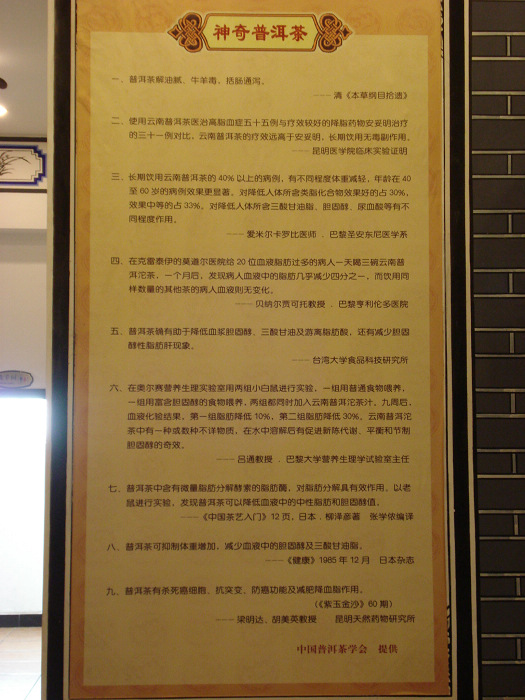 神奇普洱茶
一、普洱茶解油腻、牛羊毒，括肠通泻。
——清《本草纲目拾遗》
二、使用云南普洱茶医治高脂血症五十五例与疗效较好的降脂药物安妥明治疗
的三十一例对比，云南普洱茶的疗效远高于安妥明，长期饮用无毒副作用。
——昆明医学院临床实验证明
三、长期饮用云南普洱茶的40%以上的病例，有不同程度体重减轻，年龄在40
至60岁的病例效果更显著。对降低人体所含类脂化合物效果好的占30%，
效果中等的占33%。对降低人体所含三酸甘油脂、胆固醇、尿血酸等有不
同程度作用。
——爱米尔卡罗比医师 . 巴黎圣安东尼医学系
四、在克雷泰伊的莫道尔医院给20位血液脂肪过多的病人一天喝三碗云南普
洱沱茶，一个月后，发现病人血液中的脂肪几乎减少四分之一，而饮用同
样数量的其他茶的病人血液则无变化。
——贝纳尔贾可托教授 . 巴黎亨利伦多医院
五、普洱茶确有助于降低血浆胆固醇、三酸甘油及游离脂肪酸，还有减少胆固
醇性脂肪肝现象。
——台湾大学食品科技研究所
六、在奥尔赛营养生理实验室用两组小白鼠进行实验，一组用普通食物喂养，
一组用富含胆固醇的食物喂养，两组都同时加入云南普洱沱茶汁。九周后，
血液化验结果，第一组脂肪降低10%，第二组脂肪降低30%。云南普洱沱
茶中有一种或数种不详物质，在水中溶解后有促进新陈代谢、平衡和节制
胆固醇的奇效。
——吕通教授 . 巴黎大学营养生理学试验室主任
七、普洱茶中含有微量脂肪分解酵素的脂肪酶，对脂肪分解具有效作用。以老
鼠进行实验，发现普洱茶可以降低血液中的中性脂肪和胆固醇值。
——《中国茶艺入门》12页，日本 . 柳泽彦著 张学侬编译
八、普洱茶可抑制体重增加，减少血液中的胆固醇及三酸甘油脂。
——《健康》1985年12月 日本杂志
九、普洱茶有杀死癌细胞、抗突变、防癌功能及减肥降血脂作用。
（《紫玉金沙》60期）
——梁明达、胡美英教授 昆明天然药物研究所
中国普洱茶学会 提供